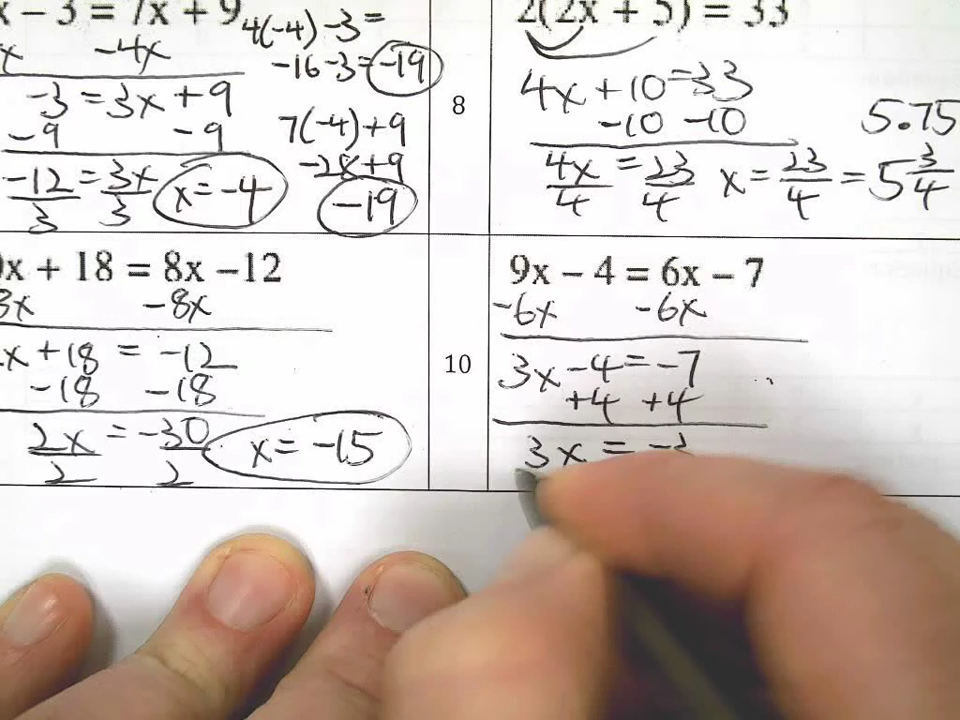 x − 3 = 7x + 9
−4x
-3 = 3x + 9
-9 -9
-12/3 = 3x/3
x = -4
4(-4) -3 =
-16 -3 = -19
7(-4) + 9
-28 + 9
-19
8
2(2x + 5) = 33
4x + 10 = 33
-10 -10
4x/4 = 23/4 x = 23/4 = 5 3/4
5.75
x + 18 = 8x −12
8x -8x
x + 18 = -12
-18 -18
2x/2 = -30/2
x = -15
10
9x − 4 = 6x − 7
-6x -6x
3x - 4 = -7
+4 +4
3x = -3